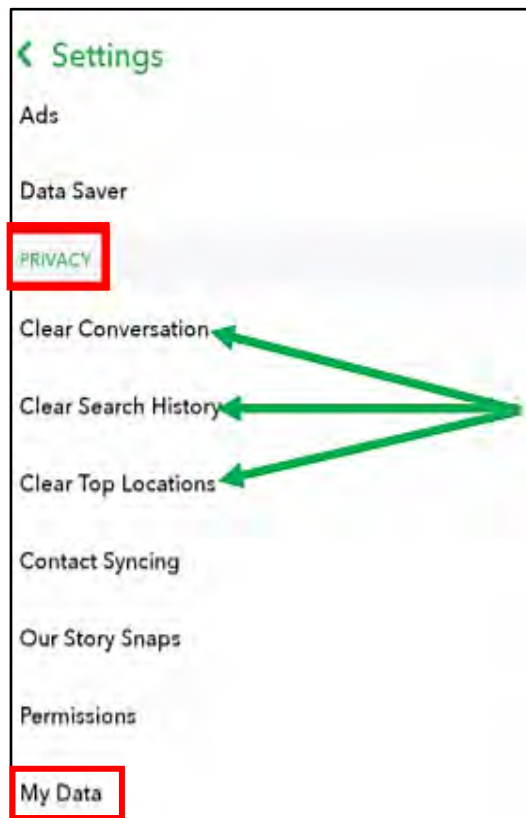 Settings
Ads
Data Saver
PRIVACY
Clear Conversation
Clear Search History
Clear Top Locations
Contact Syncing
Our Story Snaps
Permissions
My Data